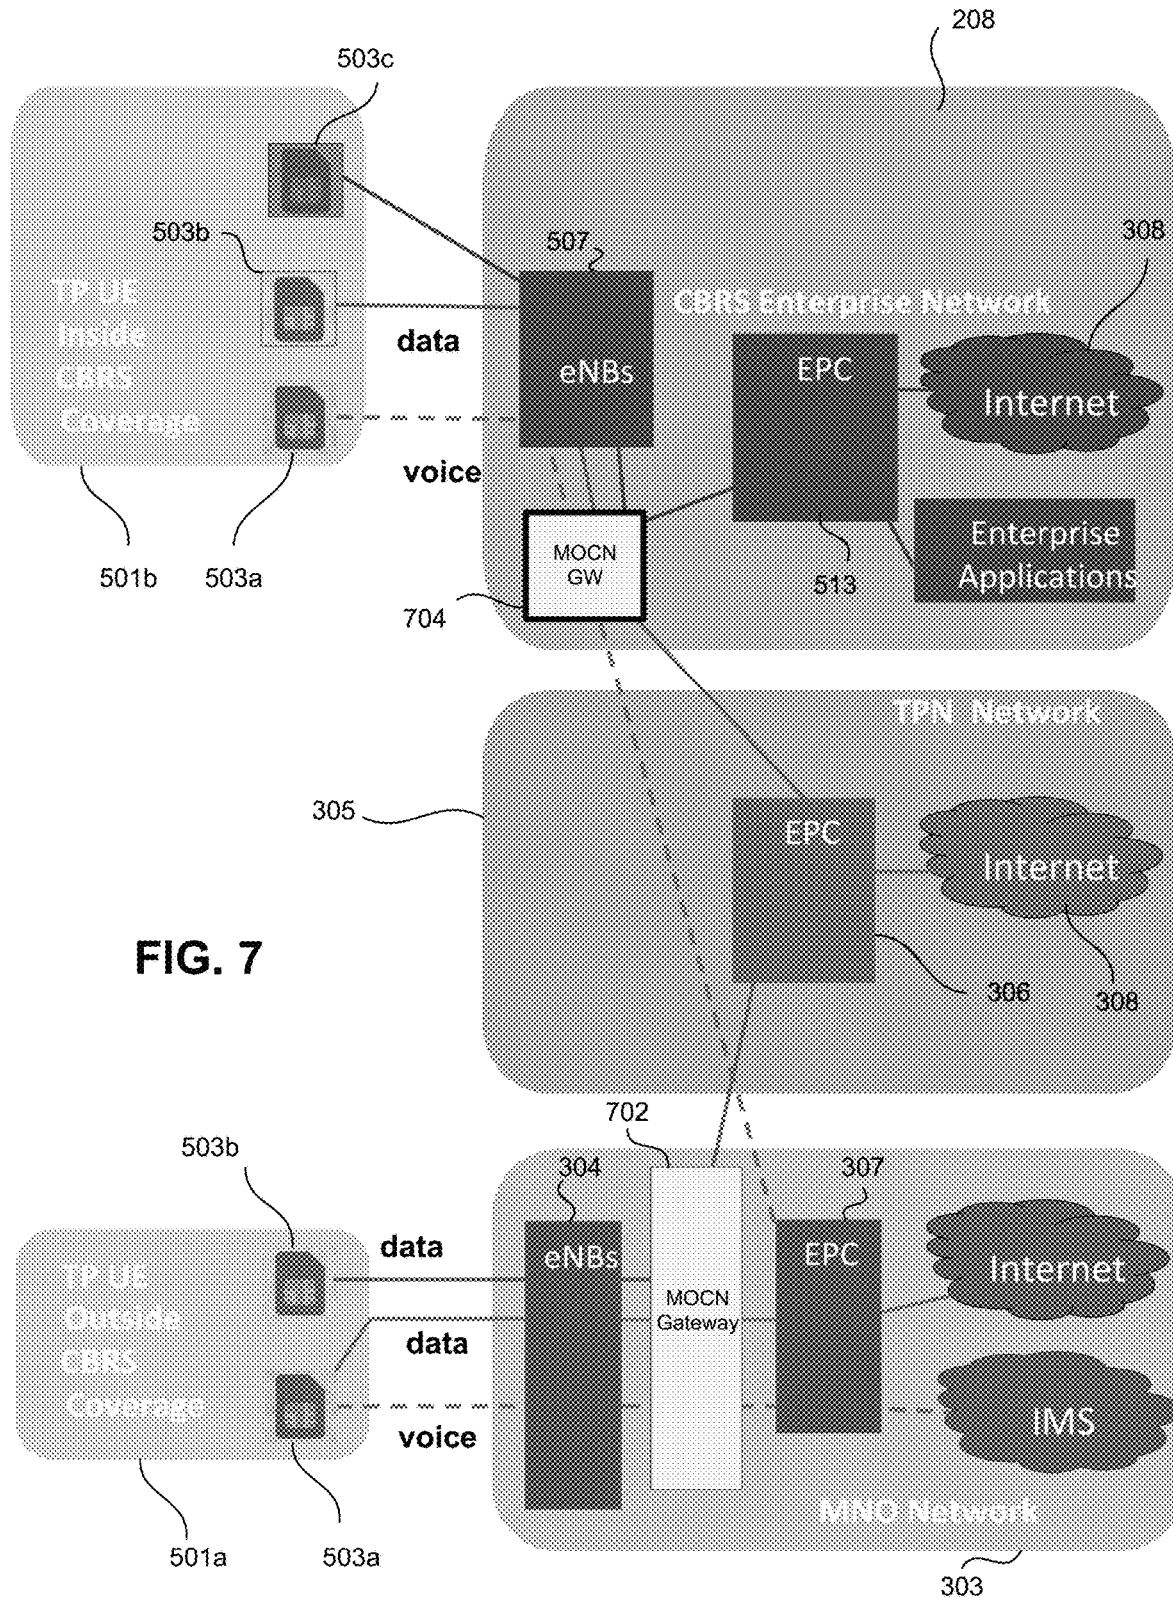 208
503c
503b
507
308
TP UE
Inside
CBRS
Coverage
CBRS Enterprise Network
data
eNBs
EPC
Internet
voice
MOCN
GW
Enterprise
Applications
501b
503a
704
513
TPN Network
305
EPC
Internet
FIG. 7
306
308
702
503b
304
307
data
eNBs
EPC
TP UE
Outside
CBRS
Coverage
Internet
MOCN
Gateway
data
voice
IMS
MNO Network
501a
503a
303